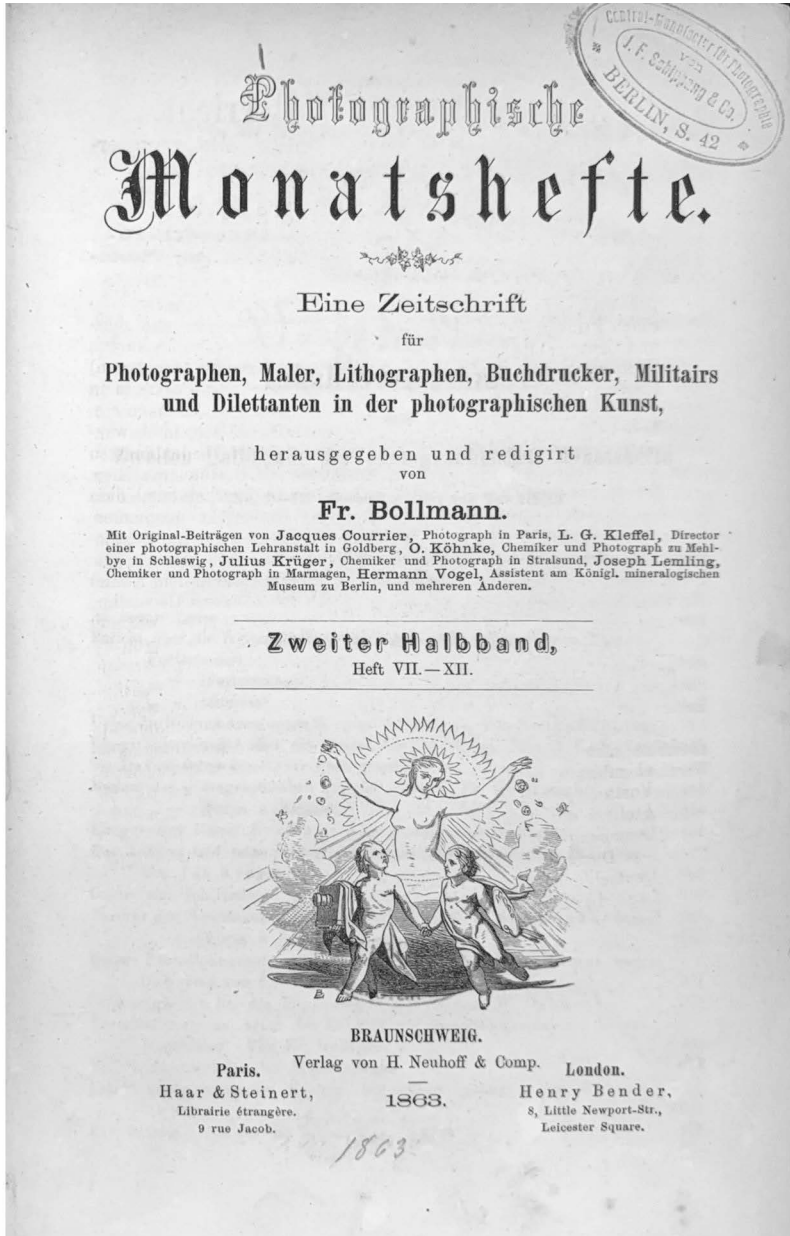 Central-Manufactur für Photographie
von
J. F. Schippang & Co.
BERLIN, S. 42
Photographische
Monatshefte.
Eine Zeitschrift
für
Photographen, Maler, Lithographen, Buchdrucker, Militairs
und Dilettanten in der photographischen Kunst,
herausgegeben und redigirt
von
Fr. Bollmann.
Mit Original-Beiträgen von Jacques Courrier, Photograph in Paris, L. G. Kleffel, Director
einer photographischen Lehranstalt in Goldberg, O. Köhnke, Chemiker und Photograph zu Mehl-
bye in Schleswig, Julius Krüger, Chemiker und Photograph in Stralsund, Joseph Lemling,
Chemiker und Photograph in Marmagen, Hermann Vogel, Assistent am Königl. mineralogischen
Museum zu Berlin, und mehreren Anderen.
Zweiter Halbband,
Heft VII.—XII.
BRAUNSCHWEIG.
Verlag von H. Neuhoff & Comp.
1863.
Paris.
Haar & Steinert,
Librairie étrangère.
9 rue Jacob.
London.
Henry Bender,
8, Little Newport-Str.,
Leicester Square.
1863